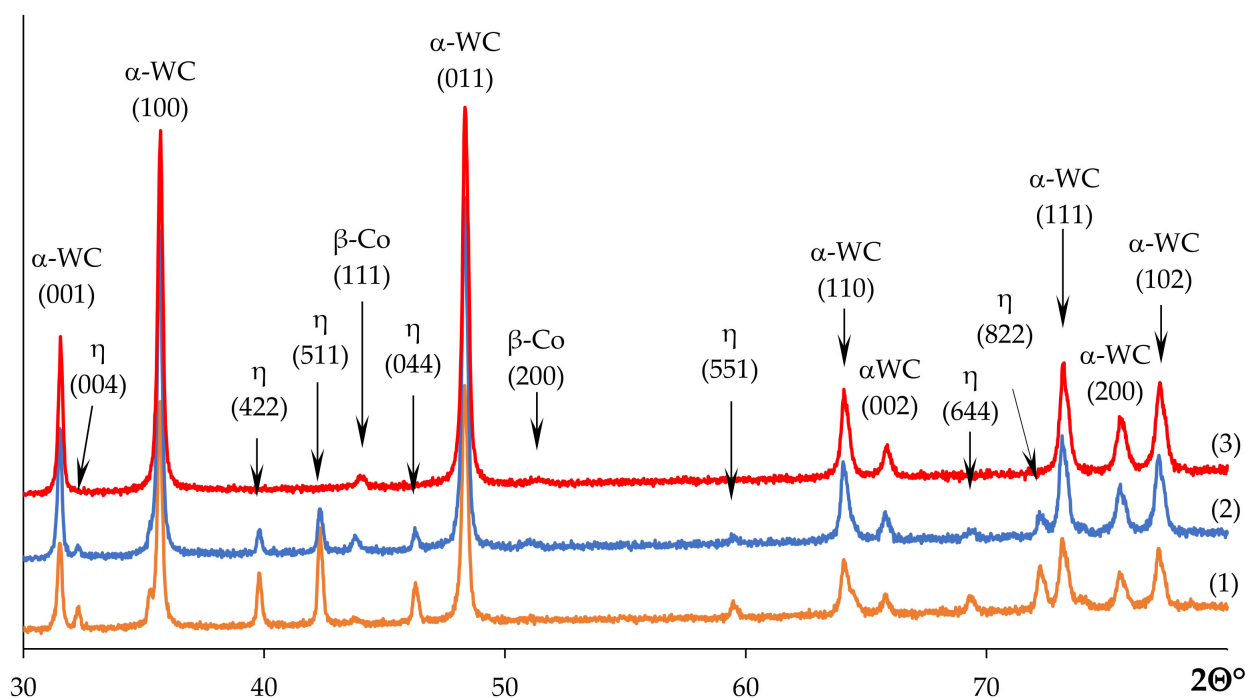 α-WC
(011)
α-WC
(100)
α-WC
(111)
β-Co
(111)
α-WC
(110)
α-WC
(102)
α-WC
(001)
η
(511)
η
(044)
η
(822)
β-Co
(200)
η
(551)
η
(004)
αWC
(002)
α-WC
(200)
η
(422)
η
(644)
(3)
(2)
(1)
30
40
50
60
70
2Θ°